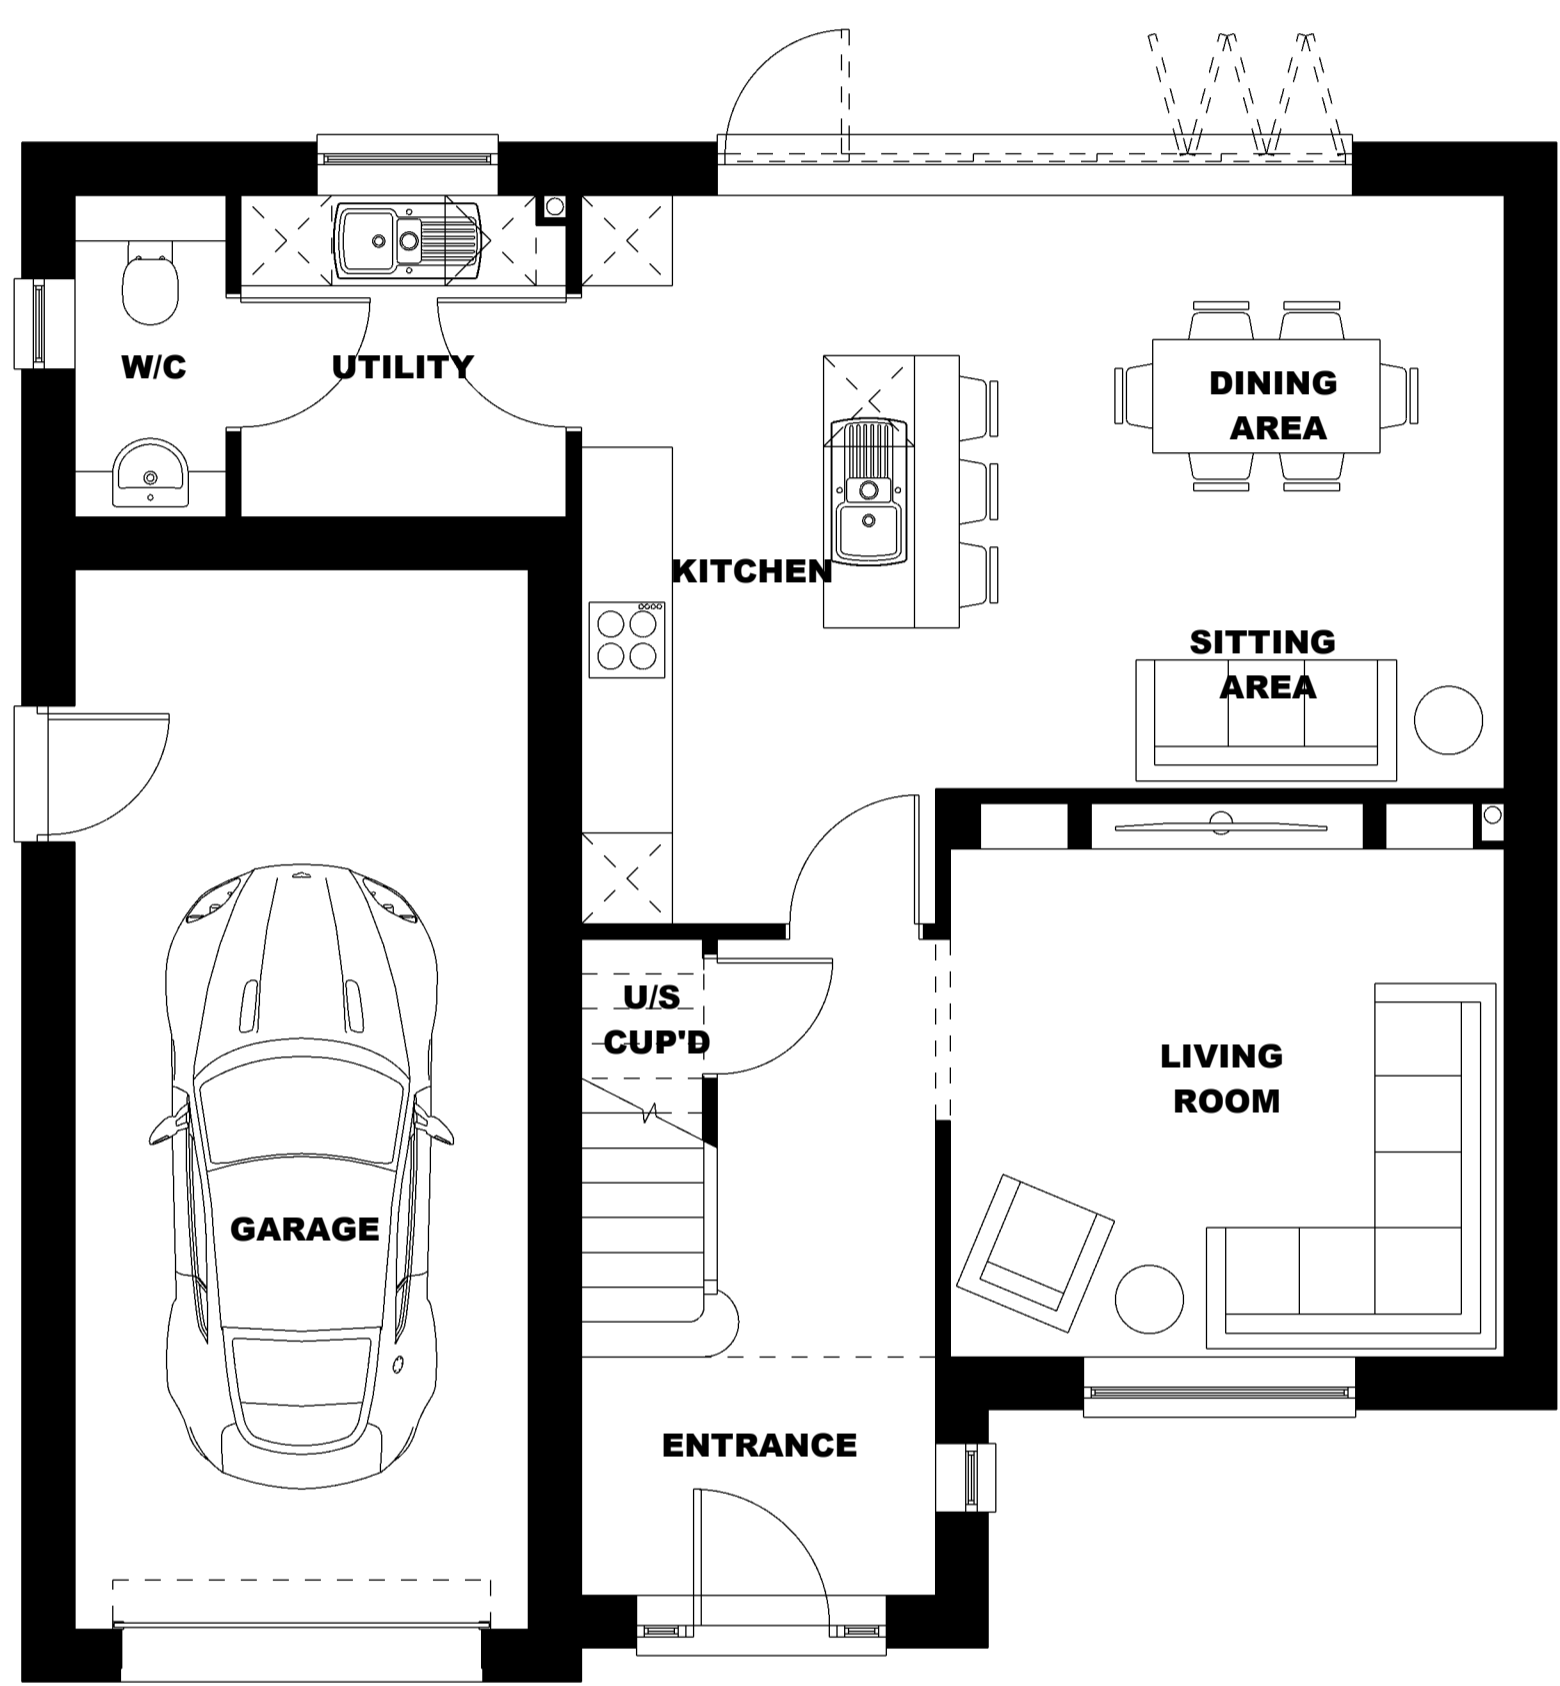 W/C
UTILITY
DINING
AREA
KITCHEN
SITTING
AREA
U/S
CUP'D
LIVING
ROOM
GARAGE
ENTRANCE